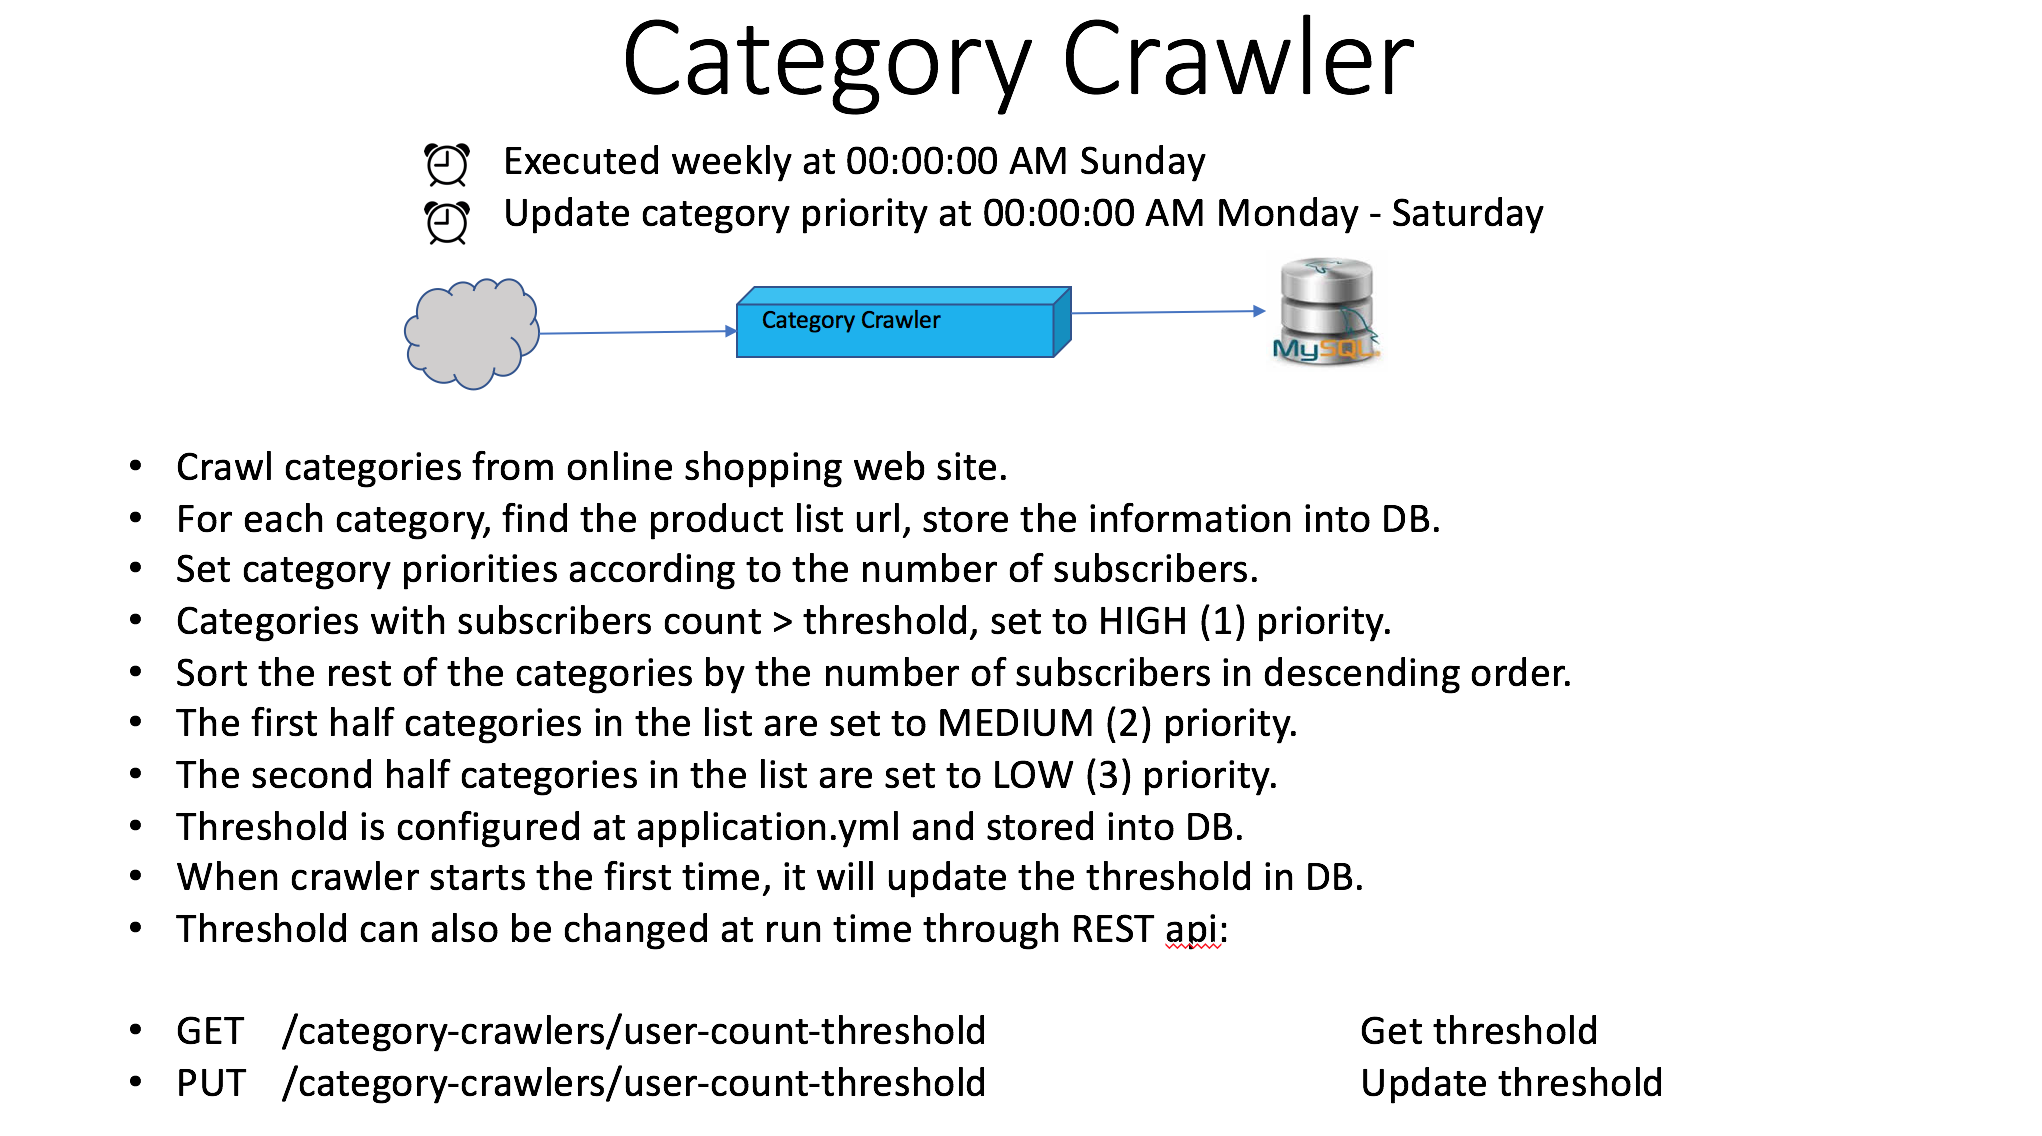 Category Crawler
Executed weekly at 00:00:00 AM Sunday
Update category priority at 00:00:00 AM Monday - Saturday
Category Crawler
MySQL
• Crawl categories from online shopping web site.
• For each category, find the product list url, store the information into DB.
• Set category priorities according to the number of subscribers.
• Categories with subscribers count > threshold, set to HIGH (1) priority.
• Sort the rest of the categories by the number of subscribers in descending order.
• The first half categories in the list are set to MEDIUM (2) priority.
• The second half categories in the list are set to LOW (3) priority.
• Threshold is configured at application.yml and stored into DB.
• When crawler starts the first time, it will update the threshold in DB.
• Threshold can also be changed at run time through REST api:
• GET /category-crawlers/user-count-threshold Get threshold
• PUT /category-crawlers/user-count-threshold Update threshold